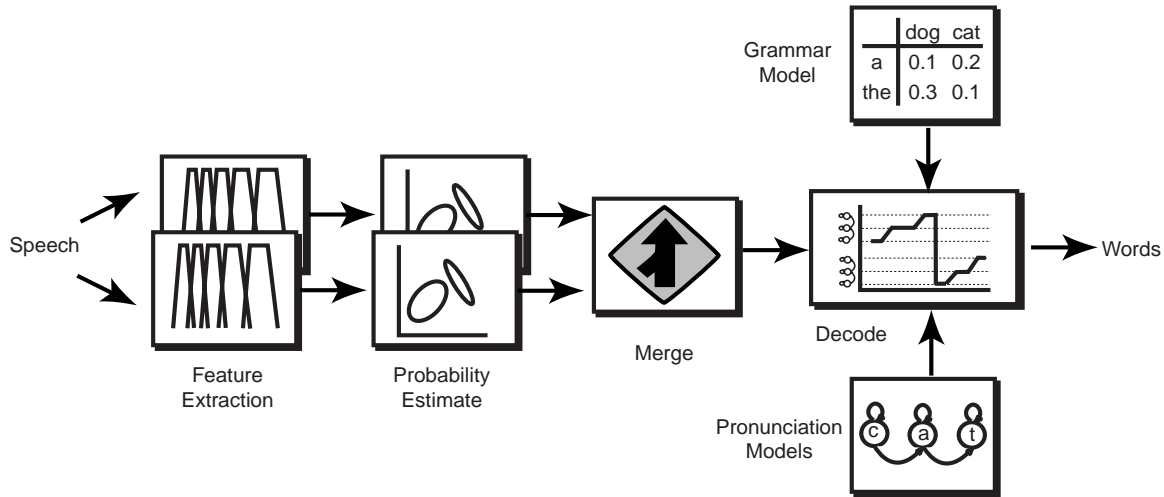 Grammar
Model
dog cat
a 0.1 0.2
the 0.3 0.1
Speech
Words
Feature
Extraction
Probability
Estimate
Merge
Decode
Pronunciation
Models
c a t